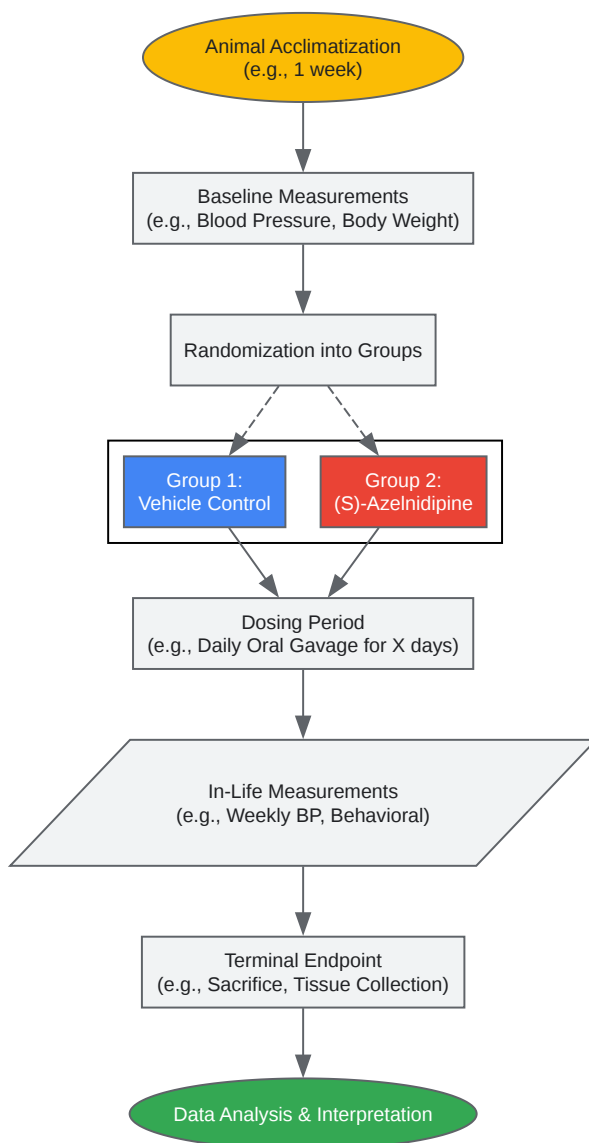 Animal Acclimatization
(e.g., 1 week)
Baseline Measurements
(e.g., Blood Pressure, Body Weight)
Randomization into Groups
Group 1:
Vehicle Control
Group 2:
(S)-Azelnidipine
Dosing Period
(e.g., Daily Oral Gavage for X days)
In-Life Measurements
(e.g., Weekly BP, Behavioral)
Terminal Endpoint
(e.g., Sacrifice, Tissue Collection)
Data Analysis & Interpretation